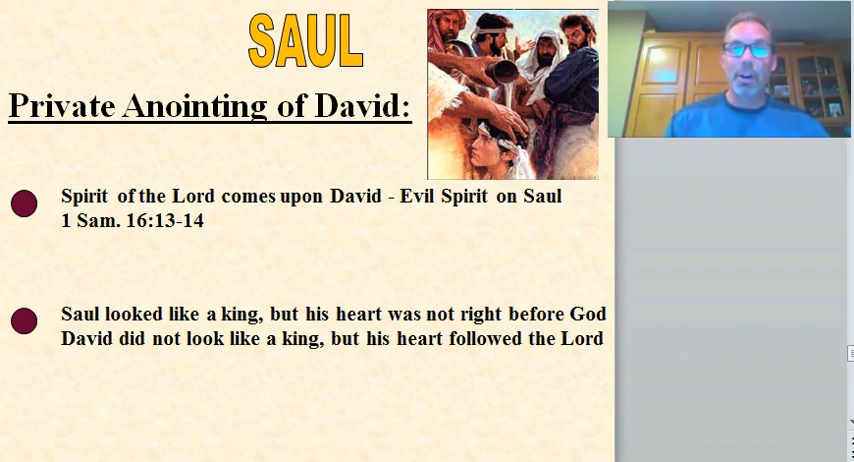 SAUL
Private Anointing of David:
Spirit of the Lord comes upon David - Evil Spirit on Saul
1 Sam. 16:13-14
Saul looked like a king, but his heart was not right before God
David did not look like a king, but his heart followed the Lord